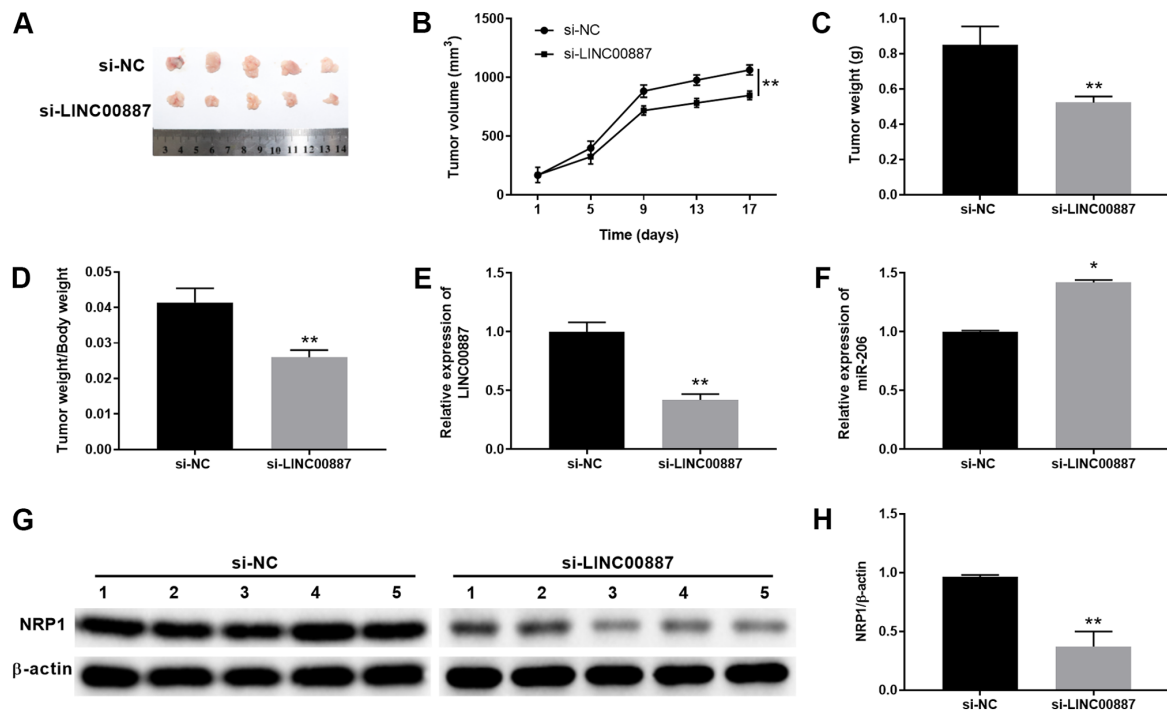 A
si-NC
si-LINC00887
3 4 5 6 7 8 9 10 11 12 13 14
B
Tumor volume (mm³)
1500
1000
500
0
si-NC
si-LINC00887
**
1 5 9 13 17
Time (days)
C
Tumor weight (g)
1.0
0.8
0.6
0.4
0.2
0.0
**
si-NC si-LINC00887
D
Tumor weight/Body weight
0.05
0.04
0.03
0.02
0.01
0.00
**
si-NC si-LINC00887
E
Relative expression of
LINC00887
1.5
1.0
0.5
0.0
**
si-NC si-LINC00887
F
Relative expression of
miR-206
1.5
1.0
0.5
0.0
*
si-NC si-LINC00887
G
si-NC si-LINC00887
1 2 3 4 5 1 2 3 4 5
NRP1
β-actin
H
NRP1/β-actin
1.5
1.0
0.5
0.0
**
si-NC si-LINC00887